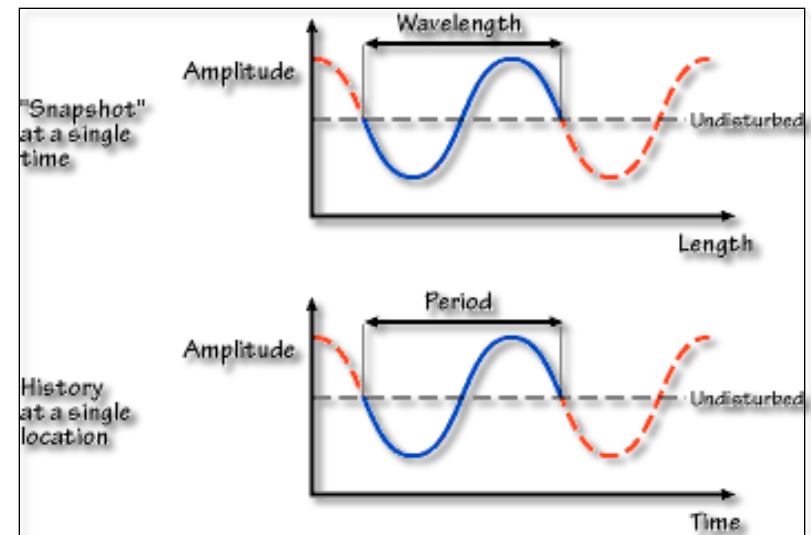 Wavelength
Amplitude
"Snapshot"
at a single
time
Undisturbed
Length
Period
Amplitude
History
at a single
location
Undisturbed
Time